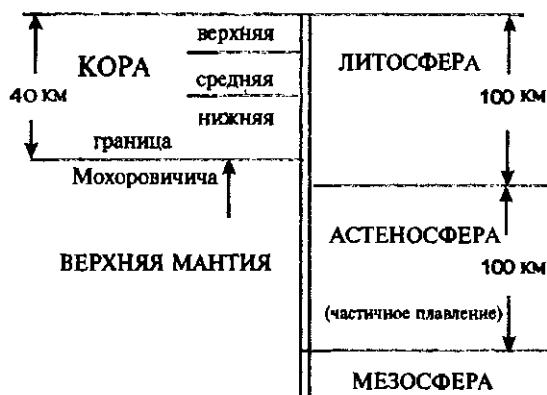 верхняя
КОРА
средняя
40 КМ
нижняя
граница
Мохоровичича
ВЕРХНЯЯ МАНТИЯ
ЛИТОСФЕРА
100 КМ
АСТЕНОСФЕРА
100 КМ
(частичное плавление)
МЕЗОСФЕРА